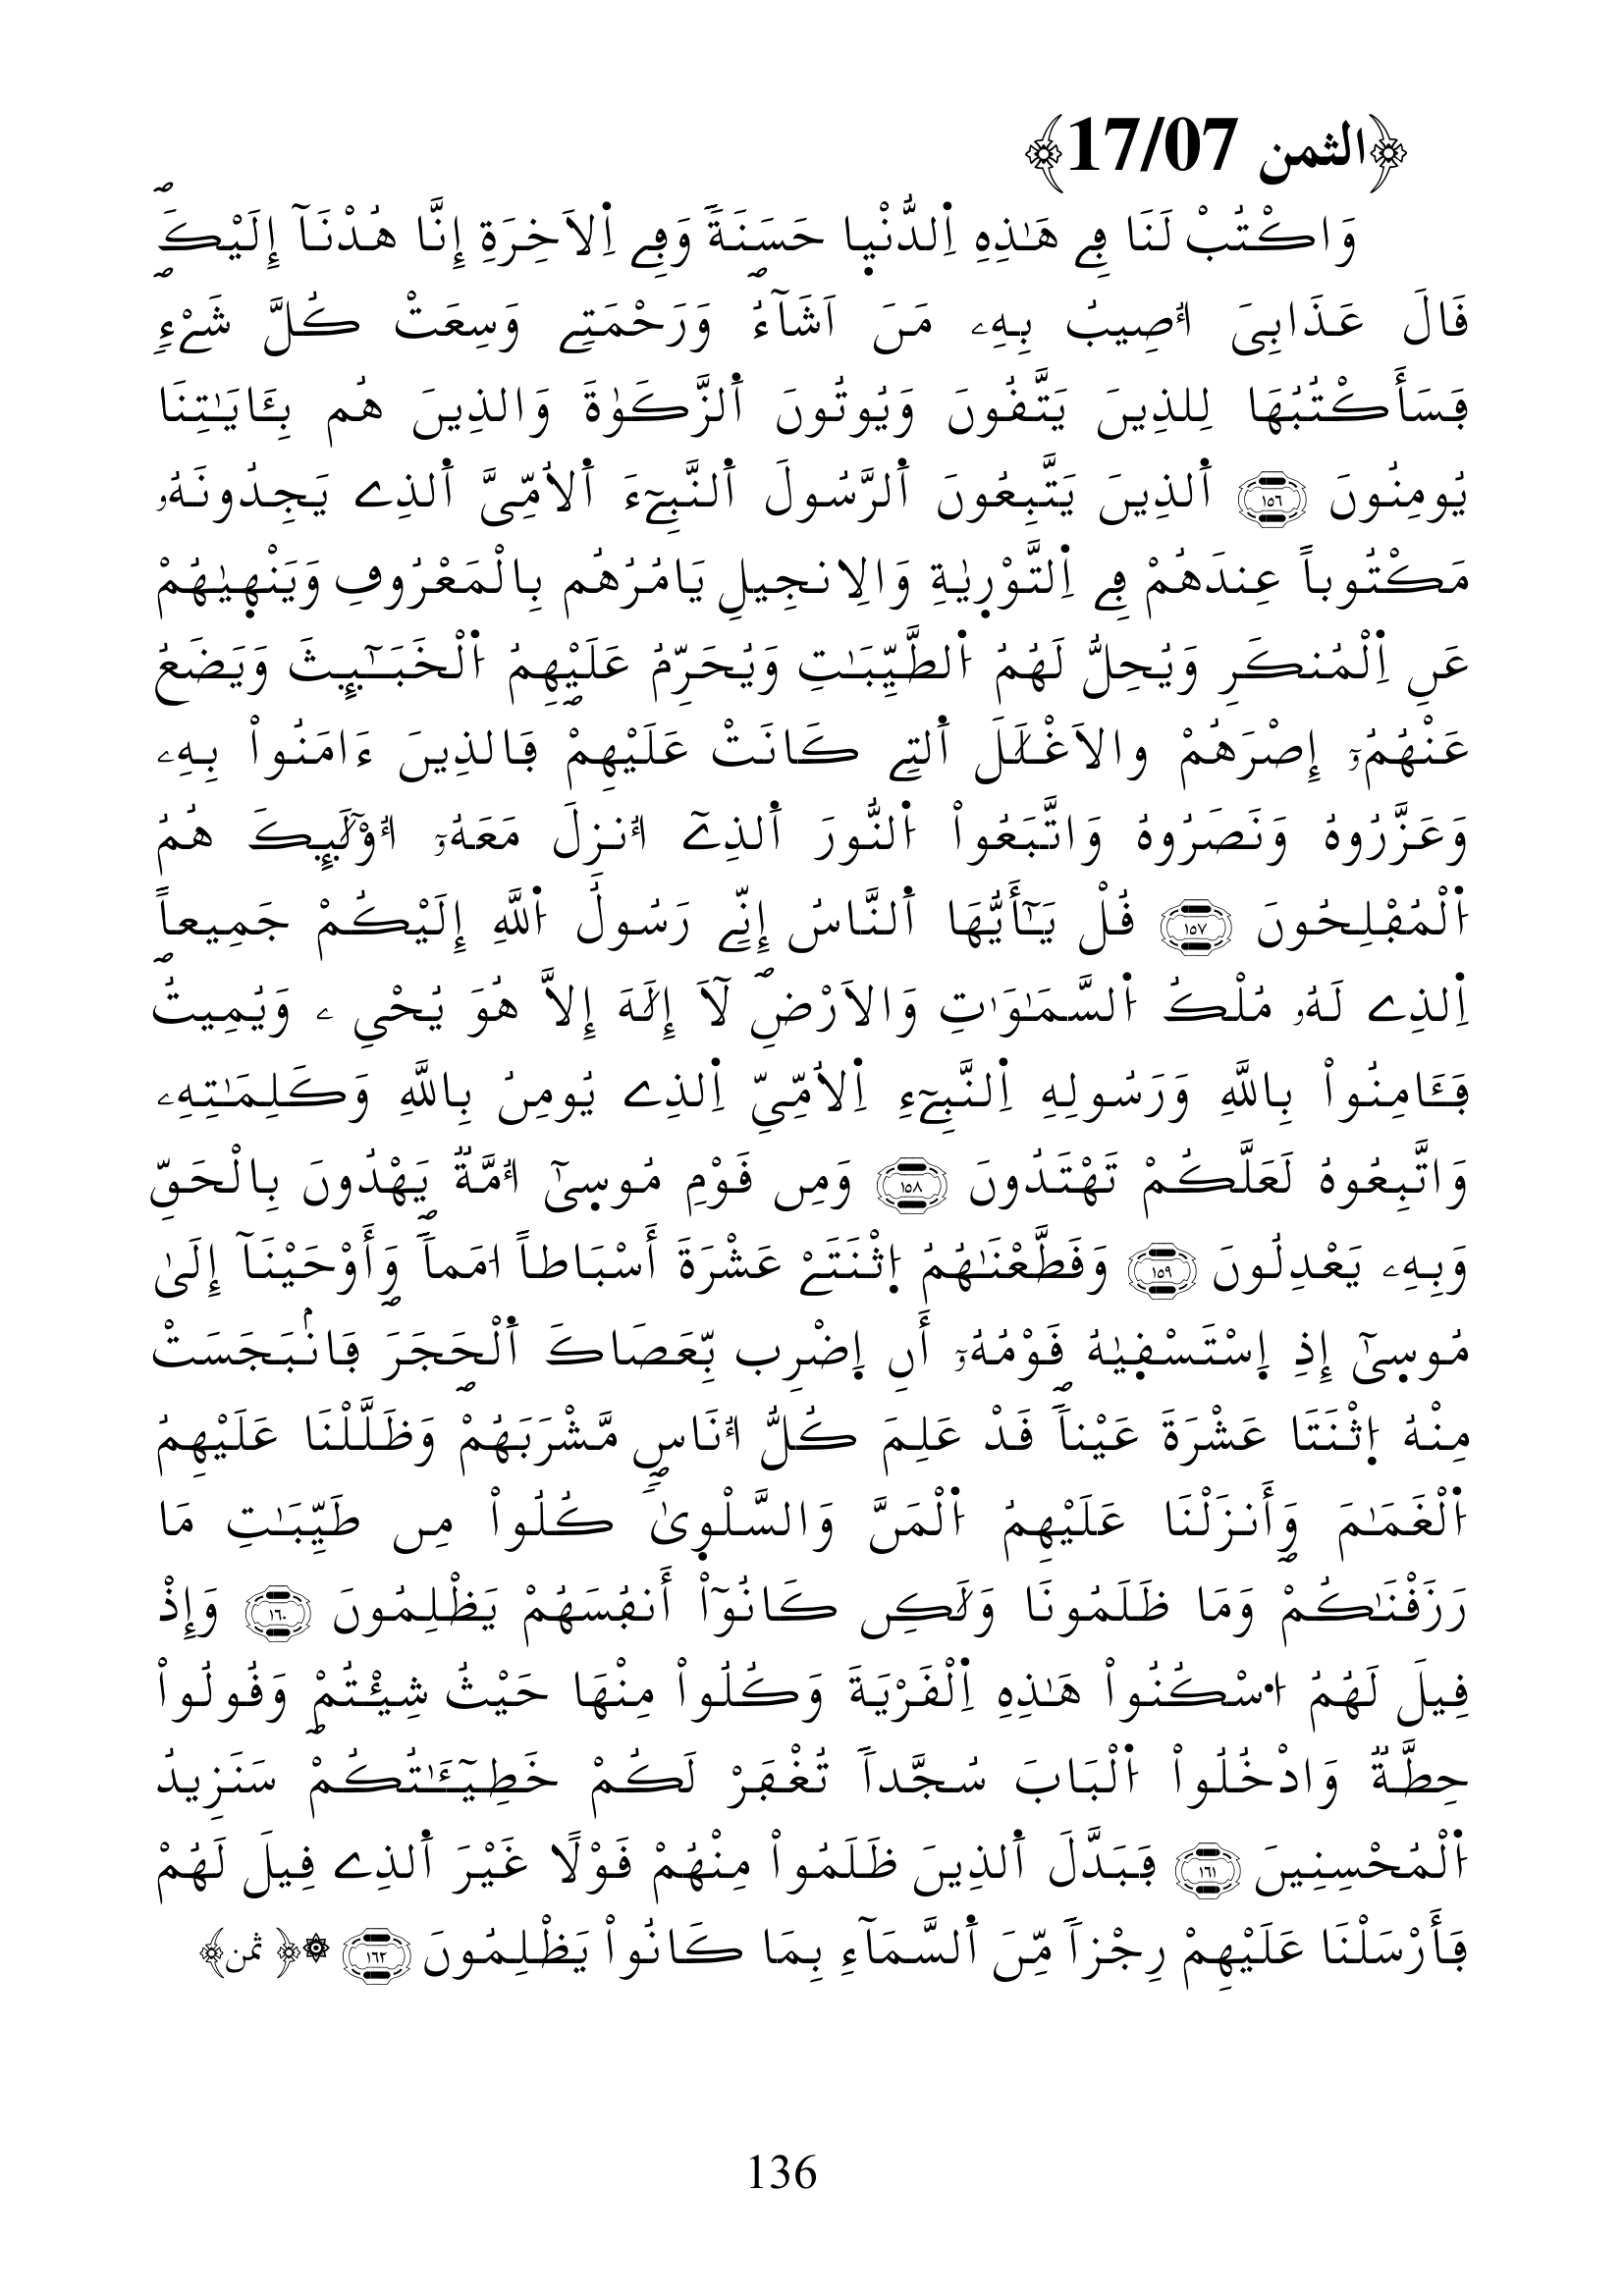 ﴿الثمن 17/07﴾
وَاكْتُبْ لَنَا فِے هَٰذِهِ اِ۬لدُّنْي۪ا حَسَنَةٗ وَفِے اِ۬لَاخِرَةِ إِنَّا هُدْنَآ إِلَيْكَۖ
قَالَ عَذَابِيَ أُصِيبُ بِهِۦ مَنَ اَشَآءُۖ وَرَحْمَتِے وَسِعَتْ كُلَّ شَےْءٖ
فَسَأَكْتُبُهَا لِلذِينَ يَتَّقُونَ وَيُوتُونَ اَ۬لزَّكَوٰةَ وَالذِينَ هُم بِـَٔايَٰتِنَا
يُومِنُونَ ١٥٦ اَ۬لذِينَ يَتَّبِعُونَ اَ۬لرَّسُولَ اَ۬لنَّبِےٓءَ اَ۬لُامِّيَّ اَ۬لذِے يَجِدُونَهُۥ
مَكْتُوباً عِندَهُمْ فِے اِ۬لتَّوْر۪يٰةِ وَالِانجِيلِ يَامُرُهُم بِالْمَعْرُوفِ وَيَنْه۪يٰهُمْ
عَنِ اِ۬لْمُنكَرِ وَيُحِلُّ لَهُمُ اُ۬لطَّيِّبَٰتِ وَيُحَرِّمُ عَلَيْهِمُ اُ۬لْخَبَٰٓئِثَ وَيَضَعُ
عَنْهُمُۥٓ إِصْرَهُمْ والَاغْلَٰلَ اَ۬لتِے كَانَتْ عَلَيْهِمْ فَالذِينَ ءَامَنُواْ بِهِۦ
وَعَزَّرُوهُ وَنَصَرُوهُ وَاتَّبَعُواْ اُ۬لنُّورَ اَ۬لذِےٓ أُنزِلَ مَعَهُۥٓ أُوْلَٰٓئِكَ هُمُ
اُ۬لْمُفْلِحُونَ ١٥٧ قُلْ يَٰٓأَيُّهَا اَ۬لنَّاسُ إِنِّے رَسُولُ اُ۬للَّهِ إِلَيْكُمْ جَمِيعاً
اِ۬لذِے لَهُۥ مُلْكُ اُ۬لسَّمَٰوَٰتِ وَالَارْضِۖ لَآ إِلَٰهَ إِلَّا هُوَ يُحْيِۦ وَيُمِيتُۖ
فَـَٔامِنُواْ بِاللَّهِ وَرَسُولِهِ اِ۬لنَّبِےٓءِ اِ۬لُامِّيِّ اِ۬لذِے يُومِنُ بِاللَّهِ وَكَلِمَٰتِهِۦ
وَاتَّبِعُوهُ لَعَلَّكُمْ تَهْتَدُونَ ١٥٨ وَمِن قَوْمِ مُوس۪ىٰٓ أُمَّةٞ يَهْدُونَ بِالْحَقِّ
وَبِهِۦ يَعْدِلُونَ ١٥٩ وَقَطَّعْنَٰهُمُ اُ۪ثْنَتَےْ عَشْرَةَ أَسْبَاطاً اُمَماٗۖ وَأَوْحَيْنَآ إِلَىٰ
مُوس۪ىٰٓ إِذِ اِ۪سْتَسْق۪يٰهُ قَوْمُهُۥٓ أَنِ اِ۪ضْرِب بِّعَصَاكَ اَ۬لْحَجَرَۖ فَانۢبَجَسَتْ
مِنْهُ اُ۪ثْنَتَا عَشْرَةَ عَيْناٗ قَدْ عَلِمَ كُلُّ أُنَاسٖ مَّشْرَبَهُمْ وَظَلَّلْنَا عَلَيْهِمُ
اُ۬لْغَمَٰمَ وَأَنزَلْنَا عَلَيْهِمُ اُ۬لْمَنَّ وَالسَّلْو۪ىٰۖ كُلُواْ مِن طَيِّبَٰتِ مَا
رَزَقْنَٰكُمْ وَمَا ظَلَمُونَا وَلَٰكِن كَانُوٓاْ أَنفُسَهُمْ يَظْلِمُونَ ١٦٠ وَإِذْ
قِيلَ لَهُمُ اُ۟سْكُنُواْ هَٰذِهِ اِ۬لْقَرْيَةَ وَكُلُواْ مِنْهَا حَيْثُ شِئْتُمْۖ وَقُولُواْ
حِطَّةٞ وَادْخُلُواْ اُ۬لْبَابَ سُجَّداٗ تُغْفَرْ لَكُمْ خَطِيٓـَٰٔتُكُمْ سَنَزِيدُ
اُ۬لْمُحْسِنِينَ ١٦١ فَبَدَّلَ اَ۬لذِينَ ظَلَمُواْ مِنْهُمْ قَوْلًا غَيْرَ اَ۬لذِے قِيلَ لَهُمْ
فَأَرْسَلْنَا عَلَيْهِمْ رِجْزاٗ مِّنَ اَ۬لسَّمَآءِ بِمَا كَانُواْ يَظْلِمُونَ ١٦٢ ۞﴿ثمن﴾
136